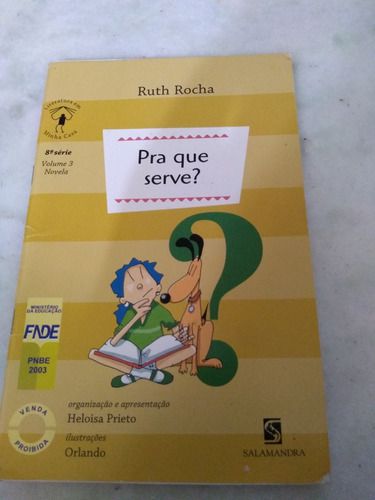 Ruth Rocha
Literatura em
Minha Casa
8ª série
Volume 3
Novela
Pra que
serve?
?
MINISTÉRIO
DA EDUCAÇÃO
FNDE
PNBE
2003
VENDA
PROIBIDA
organização e apresentação
Heloisa Prieto
ilustrações
Orlando
S
SALAMANDRA